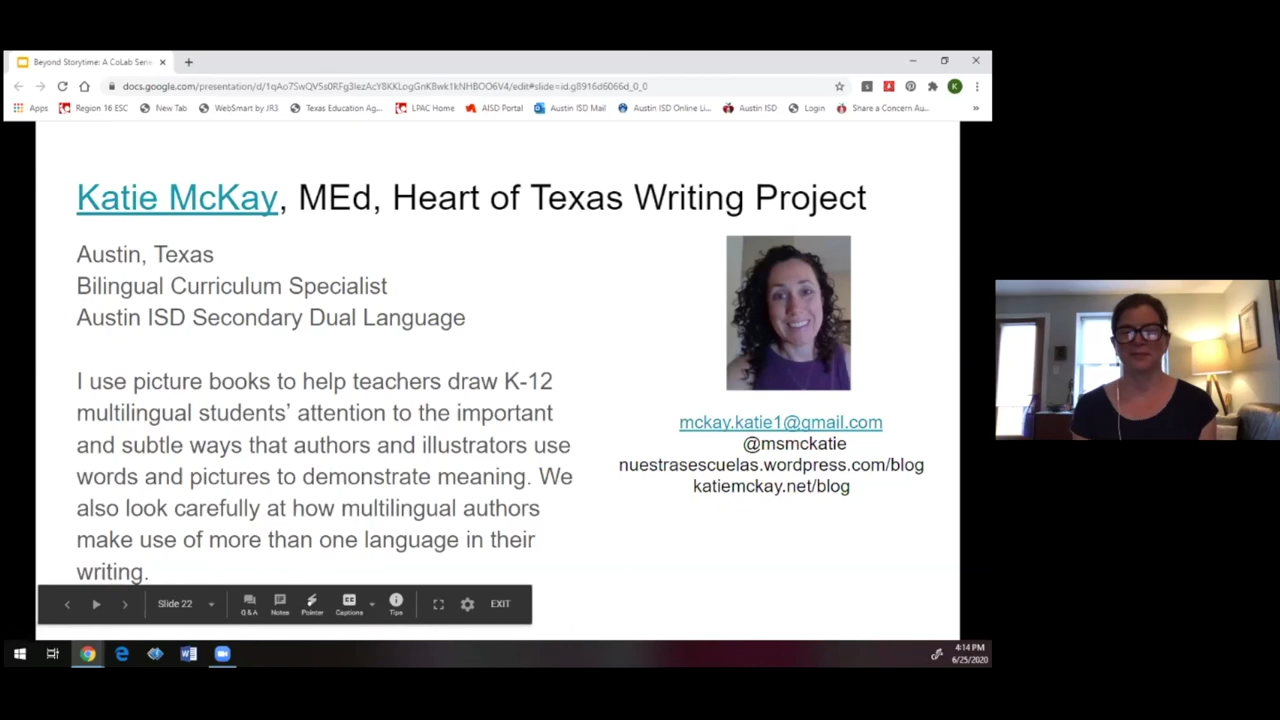 Beyond Storytime: A CoLab Serie
docs.google.com/presentation/d/1qAo7SwQV5s0RFg3IezAcY8KKLogGnKBwk1kNHBOO6V4/edit#slide=id.g8916d6066d_0_0
Apps Region 16 ESC New Tab WebSmart by JR3 Texas Education Ag... LPAC Home AISD Portal Austin ISD Mail Austin ISD Online Li... Austin ISD Login Share a Concern Au... »
Katie McKay, MEd, Heart of Texas Writing Project
Austin, Texas
Bilingual Curriculum Specialist
Austin ISD Secondary Dual Language
I use picture books to help teachers draw K-12
multilingual students’ attention to the important
and subtle ways that authors and illustrators use
words and pictures to demonstrate meaning. We
also look carefully at how multilingual authors
make use of more than one language in their
writing.
mckay.katie1@gmail.com
@msmckatie
nuestrasescuelas.wordpress.com/blog
katiemckay.net/blog
Slide 22 Q & A Notes Pointer Captions Tips EXIT
4:14 PM
6/25/2020